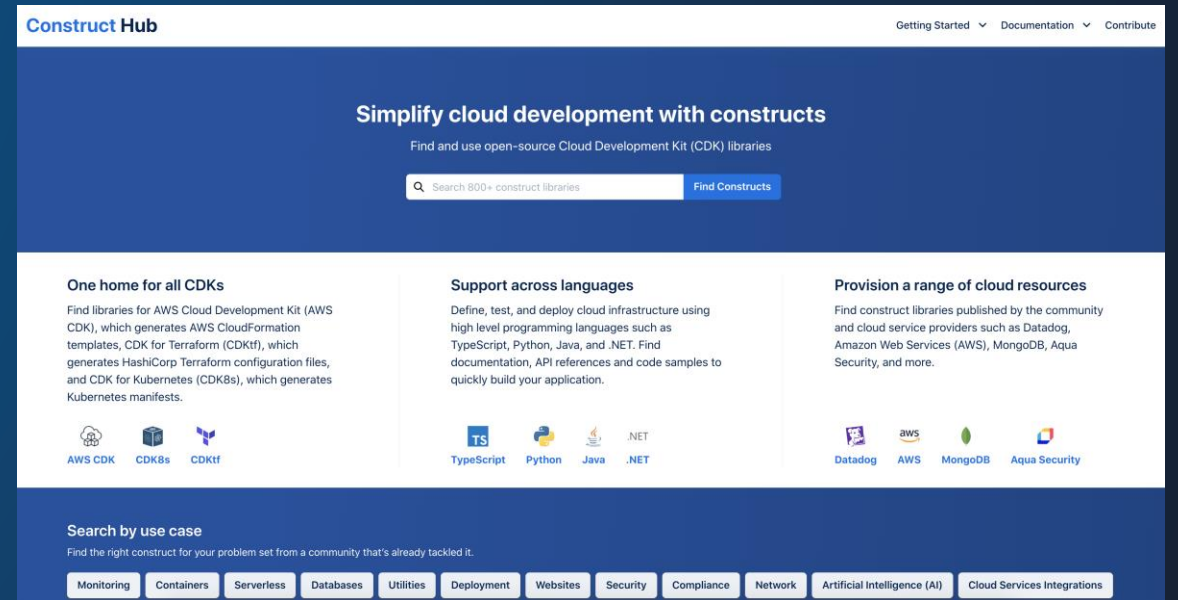 Construct Hub
Getting Started
Documentation
Contribute
Simplify cloud development with constructs
Find and use open-source Cloud Development Kit (CDK) libraries
Search 800+ construct libraries
Find Constructs
One home for all CDKs
Find libraries for AWS Cloud Development Kit (AWS
CDK), which generates AWS CloudFormation
templates, CDK for Terraform (CDKtf), which
generates HashiCorp Terraform configuration files,
and CDK for Kubernetes (CDK8s), which generates
Kubernetes manifests.
AWS CDK
CDK8s
CDKtf
Support across languages
Define, test, and deploy cloud infrastructure using
high level programming languages such as
TypeScript, Python, Java, and .NET. Find
documentation, API references and code samples to
quickly build your application.
TS
.NET
TypeScript
Python
Java
.NET
Provision a range of cloud resources
Find construct libraries published by the community
and cloud service providers such as Datadog,
Amazon Web Services (AWS), MongoDB, Aqua
Security, and more.
aws
Datadog
AWS
MongoDB
Aqua Security
Search by use case
Find the right construct for your problem set from a community that's already tackled it.
Monitoring
Containers
Serverless
Databases
Utilities
Deployment
Websites
Security
Compliance
Network
Artificial Intelligence (AI)
Cloud Services Integrations